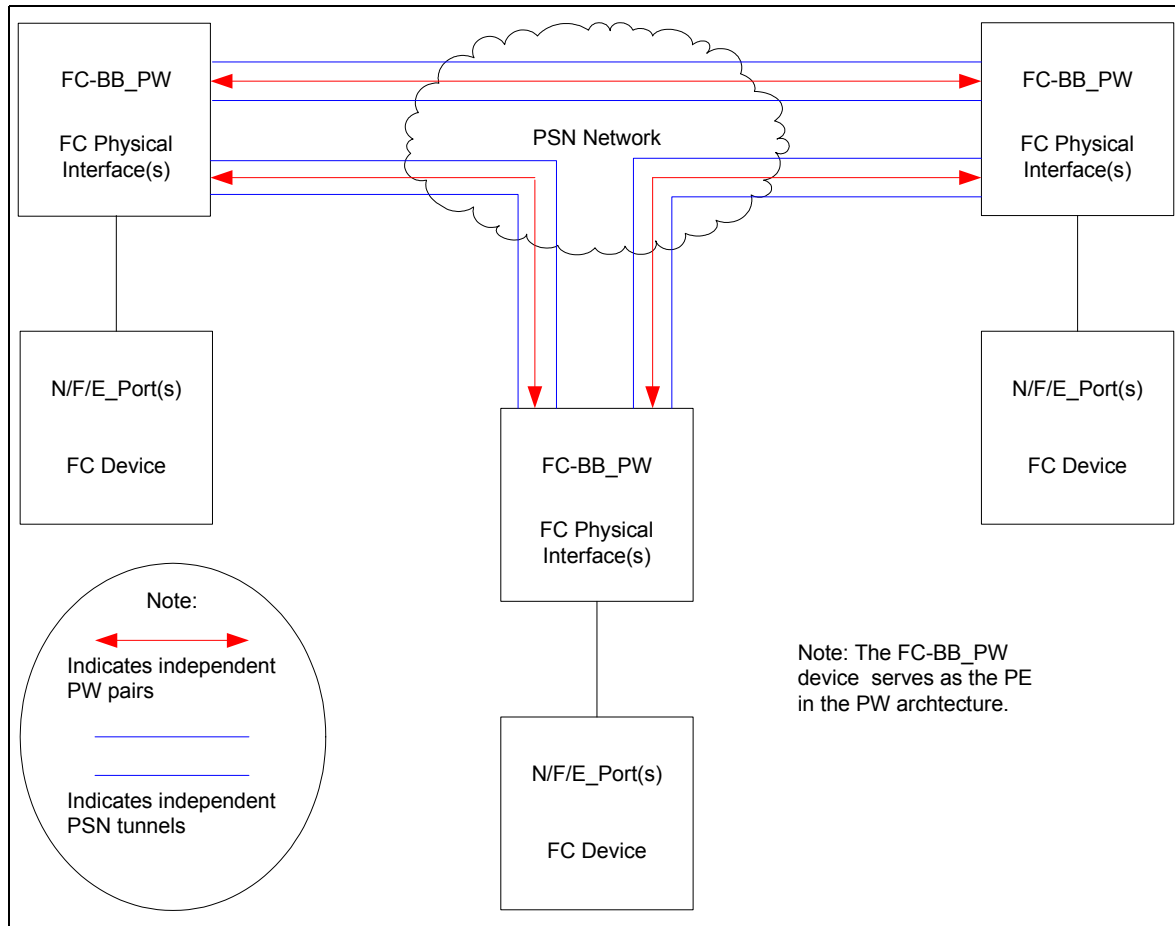 FC-BB_PW
FC Physical
Interface(s)
PSN Network
FC-BB_PW
FC Physical
Interface(s)
N/F/E_Port(s)
FC Device
N/F/E_Port(s)
FC Device
FC-BB_PW
FC Physical
Interface(s)
Note:
Indicates independent
PW pairs
Indicates independent
PSN tunnels
Note: The FC-BB_PW
device serves as the PE
in the PW archtecture.
N/F/E_Port(s)
FC Device